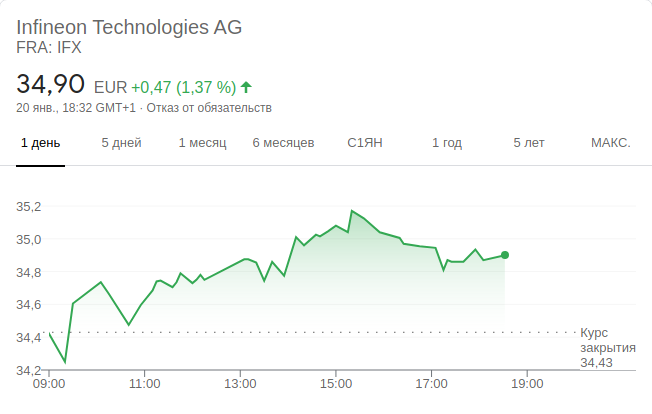 Infineon Technologies AG
FRA: IFX
34,90 EUR +0,47 (1,37 %)
20 янв., 18:32 GMT+1 · Отказ от обязательств
1 день 5 дней 1 месяц 6 месяцев С1ЯН 1 год 5 лет МАКС.
35,2
35,0
34,8
34,6
34,4
34,2
Курс
закрытия
34,43
09:00 11:00 13:00 15:00 17:00 19:00